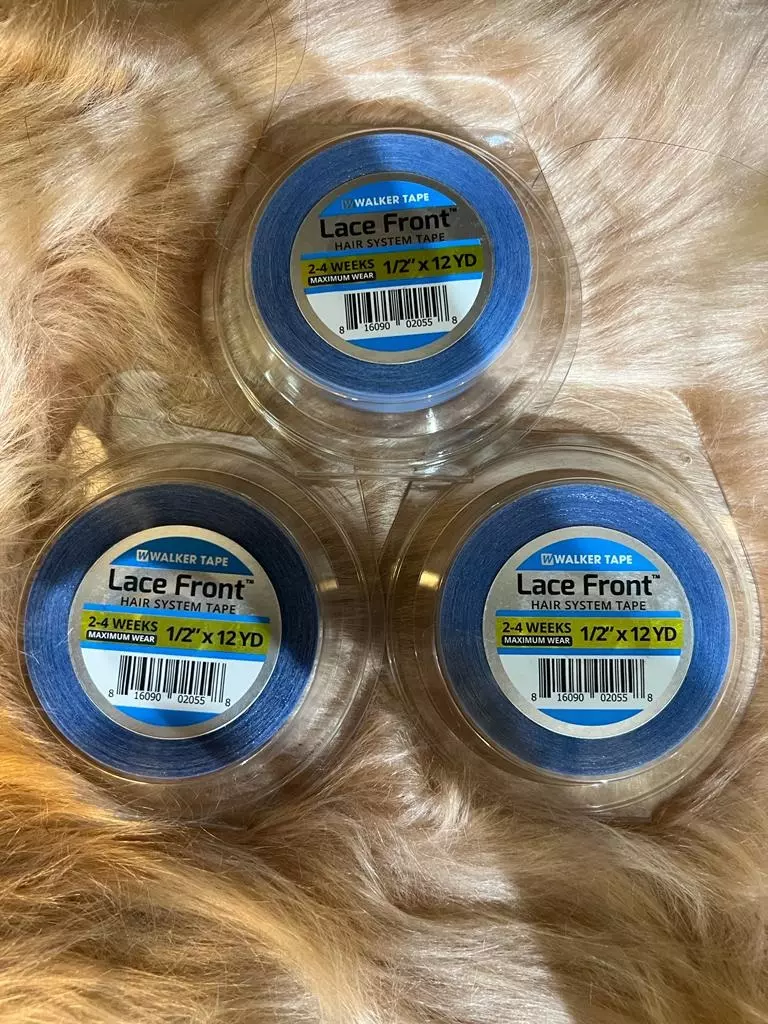 WALKER TAPE
Lace Front™
HAIR SYSTEM TAPE
2-4 WEEKS
MAXIMUM WEAR
1/2" x 12 YD
8 16090 02055 8
WALKER TAPE
Lace Front™
HAIR SYSTEM TAPE
2-4 WEEKS
MAXIMUM WEAR
1/2" x 12 YD
8 16090 02055 8
WALKER TAPE
Lace Front™
HAIR SYSTEM TAPE
2-4 WEEKS
MAXIMUM WEAR
1/2" x 12 YD
8 16090 02055 8